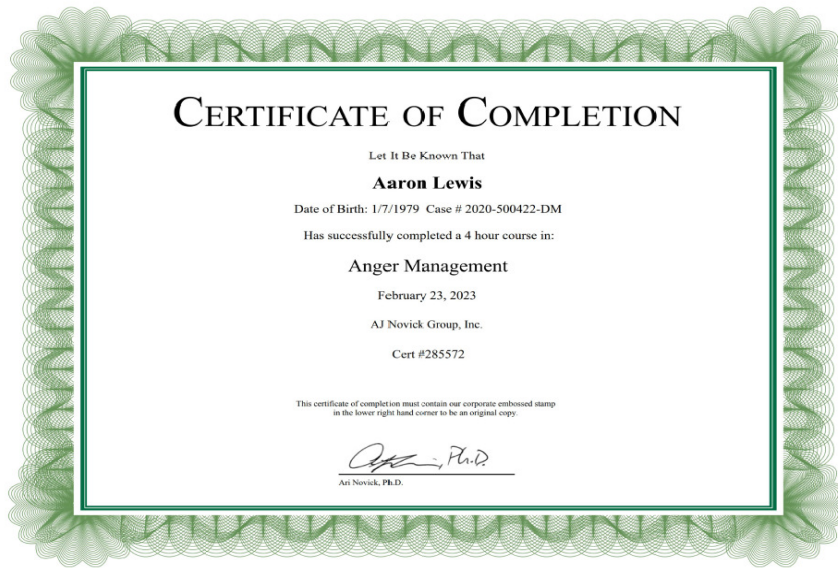 CERTIFICATE OF COMPLETION
Let It Be Known That
Aaron Lewis
Date of Birth: 1/7/1979 Case # 2020-500422-DM
Has successfully completed a 4 hour course in:
Anger Management
February 23, 2023
AJ Novick Group, Inc.
Cert #285572
This certificate of completion must contain our corporate embossed stamp
in the lower right hand corner to be an original copy.
Ph.D.
Ari Novick, Ph.D.